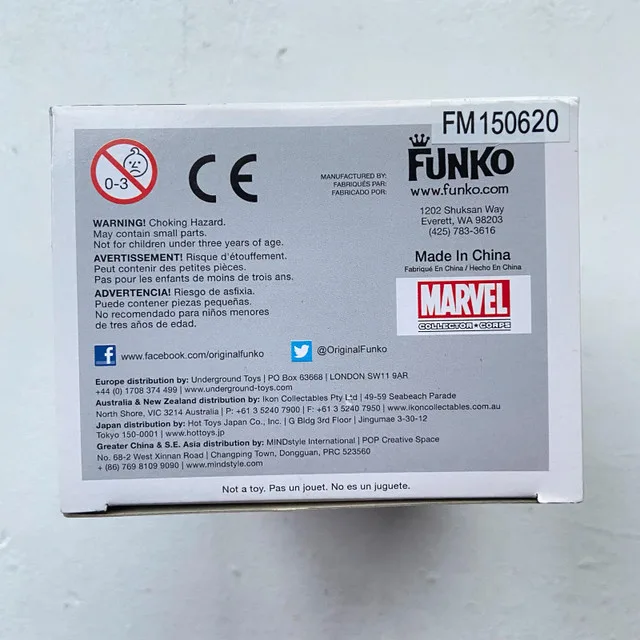 FM150620
0-3
CE
MANUFACTURED BY:
FABRIQUÉS PAR:
FABRICADO POR:
FUNKO
www.funko.com
1202 Shuksan Way
Everett, WA 98203
(425) 783-3616
Made In China
Fabriqué En China / Hecho En China
MARVEL
COLLECTOR CORPS
WARNING! Choking Hazard.
May contain small parts.
Not for children under three years of age.
AVERTISSEMENT! Risque d'étouffement.
Peut contenir des petites pièces.
Pas pour les enfants de moins de trois ans.
ADVERTENCIA! Riesgo de asfixia.
Puede contener piezas pequeñas.
No recomendado para niños menores
de tres años de edad.
f www.facebook.com/originalfunko
@OriginalFunko
Europe distribution by: Underground Toys | PO Box 63668 | LONDON SW11 9AR
+44 (0) 1708 374 499 | www.underground-toys.com
Australia & New Zealand distribution by: Ikon Collectables Pty Ltd | 49-59 Seabeach Parade
North Shore, VIC 3214 Australia | P: +61 3 5240 7900 | F: +61 3 5240 7950 | www.ikoncollectables.com.au
Japan distribution by: Hot Toys Japan Co., Inc. | G Bldg 3rd Floor | Jingumae 3-30-12
Tokyo 150-0001 | www.hottoys.jp
Greater China & S.E. Asia distribution by: MINDstyle International | POP Creative Space
No. 68-2 West Xinnan Road | Changping Town, Dongguan, PRC 523560
+ (86) 769 8109 9090 | www.mindstyle.com
Not a toy. Pas un jouet. No es un juguete.